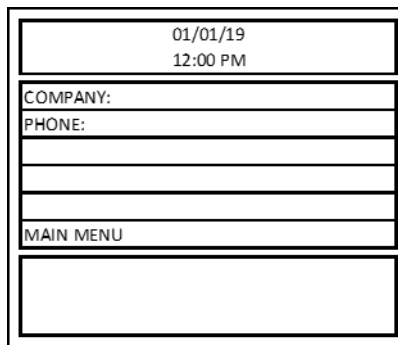 01/01/19
12:00 PM
COMPANY:
PHONE:
MAIN MENU